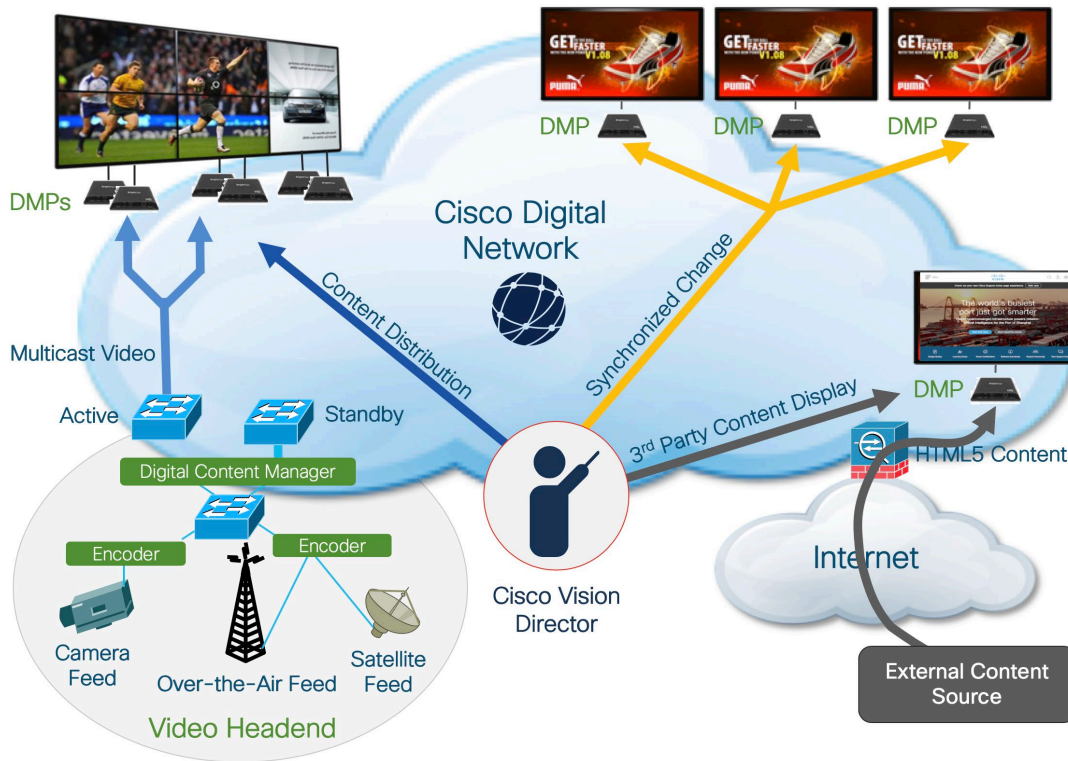 GET
FASTER
V1.08
PUMA
GET
FASTER
V1.08
PUMA
GET
FASTER
V1.08
PUMA
DMP
DMP
DMP
DMPs
Cisco Digital
Network
Content Distribution
Synchronized Change
Multicast Video
The world's busiest
port just got smarter
DMP
3rd Party Content Display
Active
Standby
HTML5 Content
Digital Content Manager
Encoder
Encoder
Internet
Cisco Vision
Director
Camera
Feed
Over-the-Air Feed
Satellite
Feed
External Content
Source
Video Headend